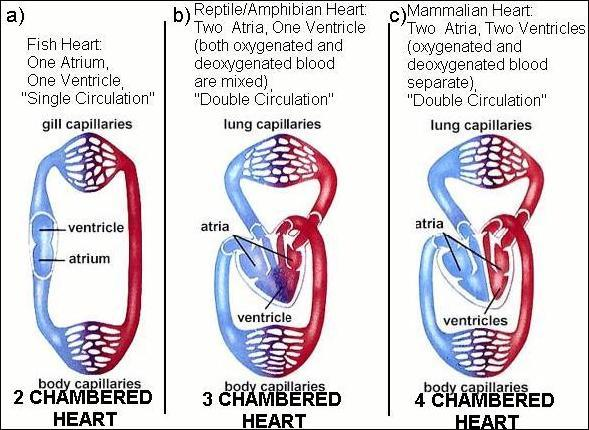 a)
Fish Heart:
One Atrium,
One Ventricle,
"Single Circulation"
gill capillaries
ventricle
atrium
body capillaries
2 CHAMBERED
HEART
b)
Reptile/Amphibian Heart:
Two Atria, One Ventricle
(both oxygenated and
deoxygenated blood
are mixed),
"Double Circulation"
lung capillaries
atria
ventricle
body capillaries
3 CHAMBERED
HEART
c)
Mammalian Heart:
Two Atria, Two Ventricles
(oxygenated and
deoxygenated blood
separate),
"Double Circulation"
lung capillaries
atria
ventricles
body capillaries
4 CHAMBERED
HEART